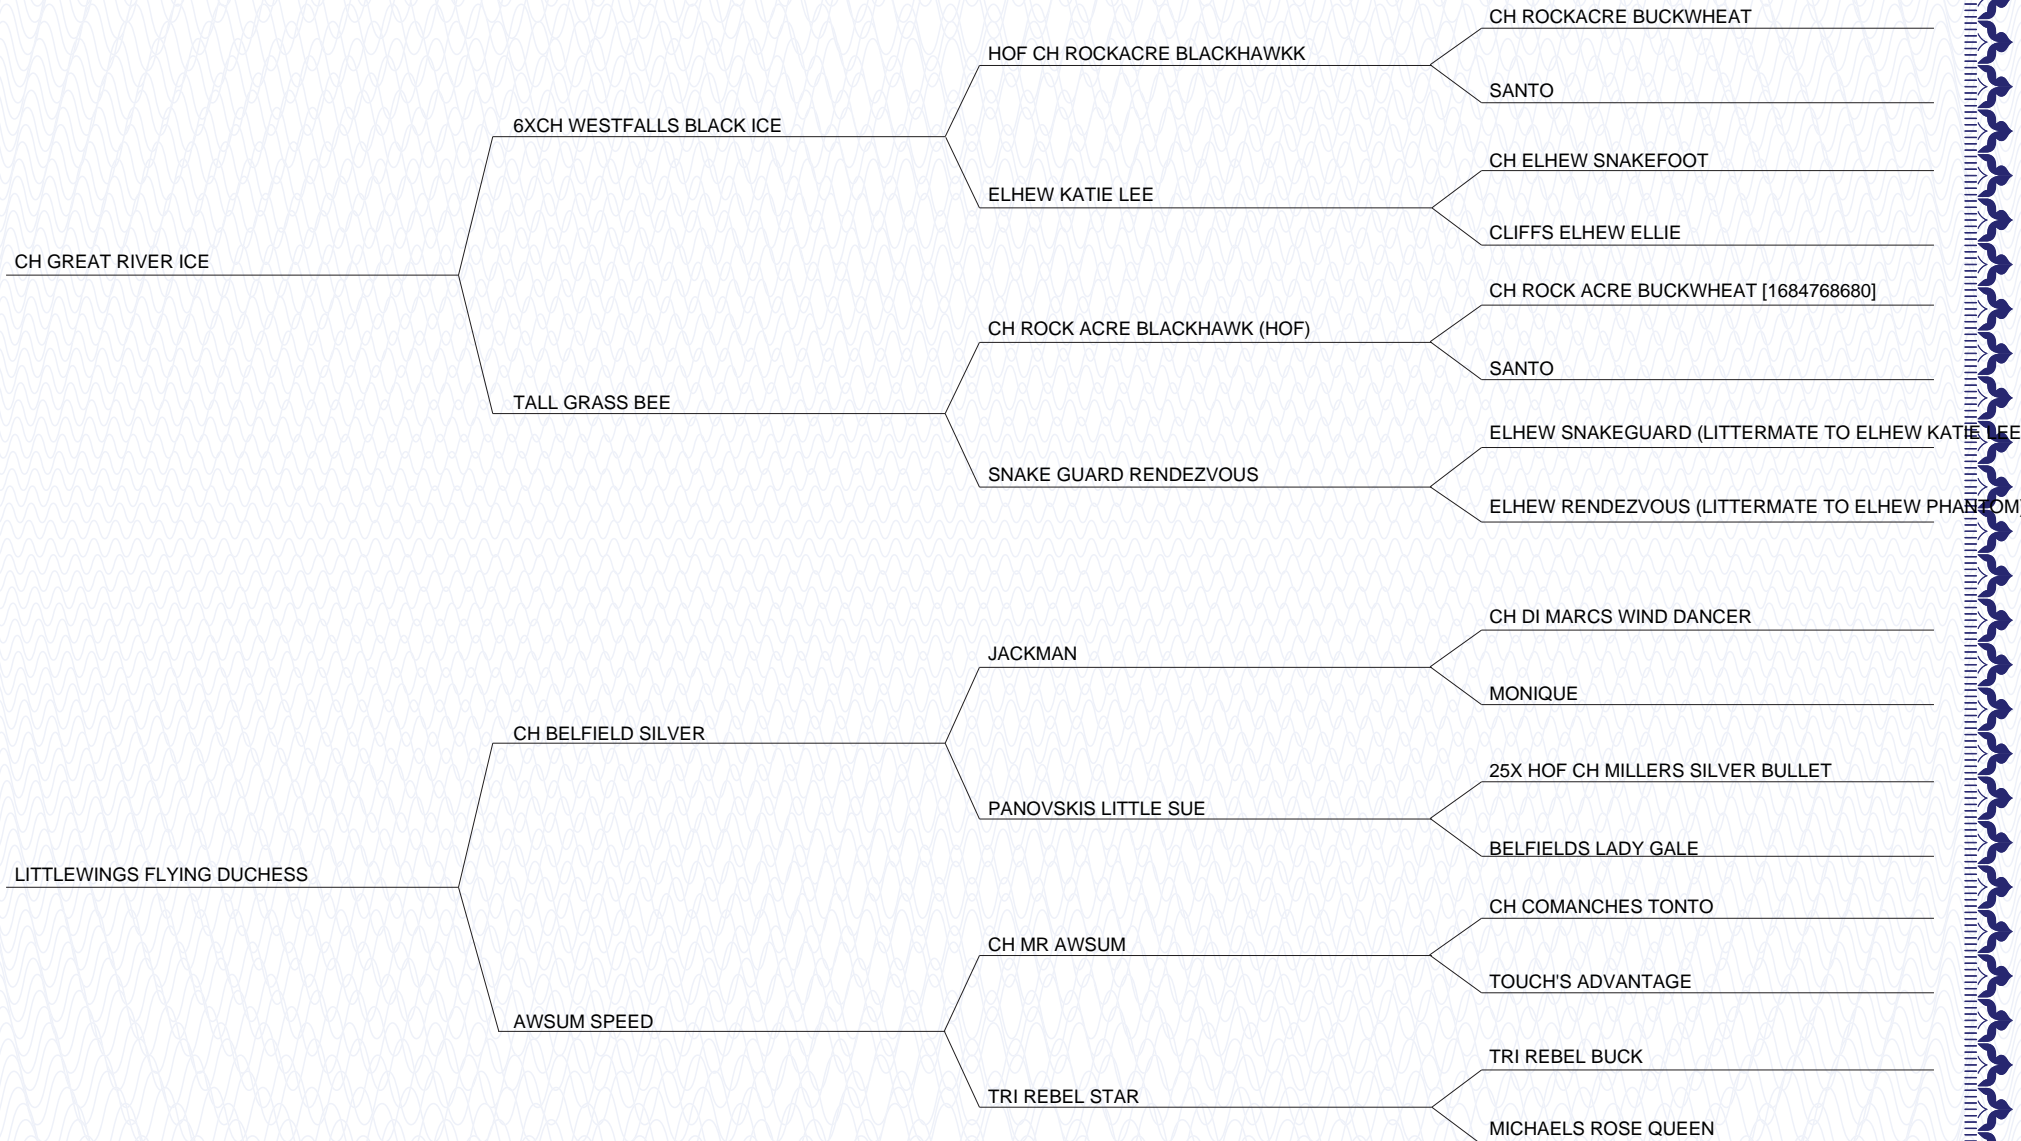 CH ROCKACRE BUCKWHEAT
HOF CH ROCKACRE BLACKHAWKK
SANTO
6XCH WESTFALLS BLACK ICE
CH ELHEW SNAKEFOOT
ELHEW KATIE LEE
CLIFFS ELHEW ELLIE
CH GREAT RIVER ICE
CH ROCK ACRE BUCKWHEAT [1684768680]
CH ROCK ACRE BLACKHAWK (HOF)
SANTO
TALL GRASS BEE
ELHEW SNAKEGUARD (LITTERMATE TO ELHEW KATIE LEE
SNAKE GUARD RENDEZVOUS
ELHEW RENDEZVOUS (LITTERMATE TO ELHEW PHANTOM)
CH DI MARCS WIND DANCER
JACKMAN
MONIQUE
CH BELFIELD SILVER
25X HOF CH MILLERS SILVER BULLET
PANOVSKIS LITTLE SUE
BELFIELDS LADY GALE
LITTLEWINGS FLYING DUCHESS
CH COMANCHES TONTO
CH MR AWSUM
TOUCH'S ADVANTAGE
AWSUM SPEED
TRI REBEL BUCK
TRI REBEL STAR
MICHAELS ROSE QUEEN